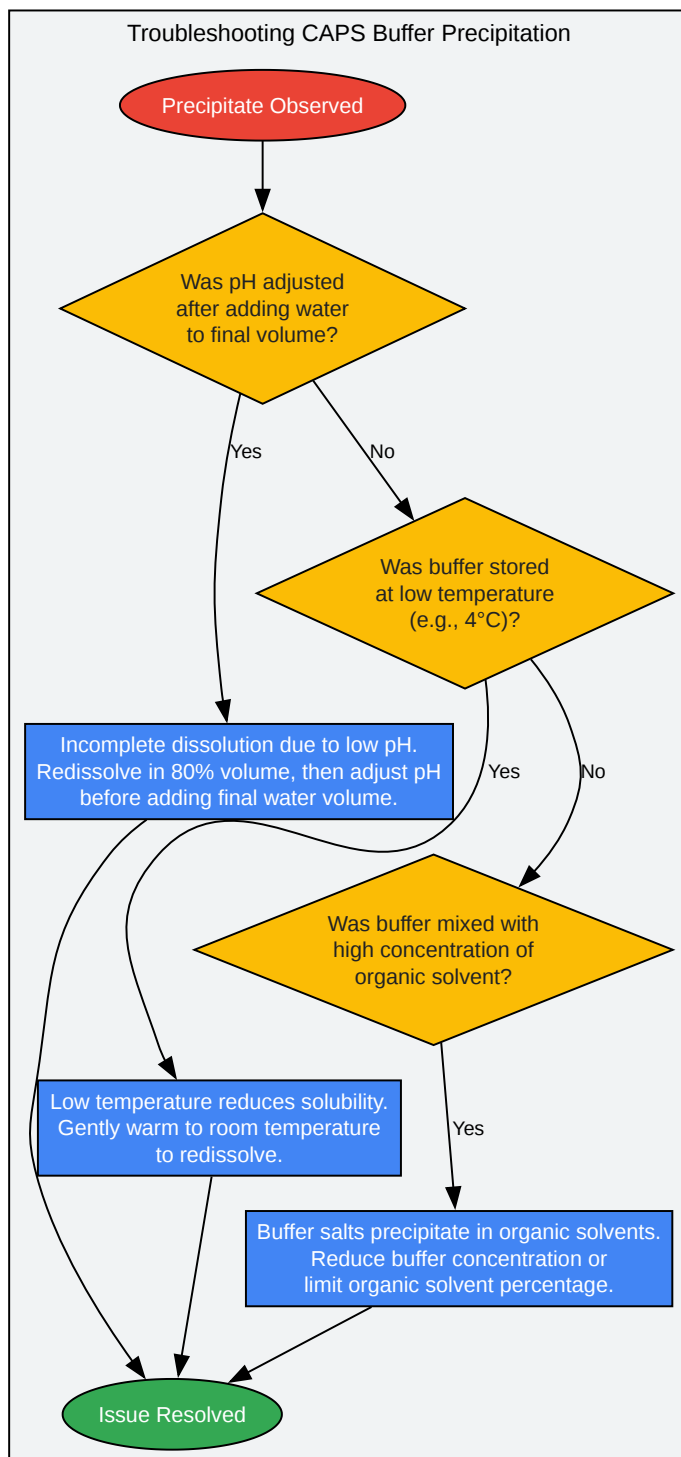 Troubleshooting CAPS Buffer Precipitation
Precipitate Observed
Was pH adjusted
after adding water
to final volume?
Yes
No
Was buffer stored
at low temperature
(e.g., 4°C)?
Incomplete dissolution due to low pH.
Redissolve in 80% volume, then adjust pH
before adding final water volume.
Yes
No
Was buffer mixed with
high concentration of
organic solvent?
Low temperature reduces solubility.
Gently warm to room temperature
to redissolve.
Yes
Buffer salts precipitate in organic solvents.
Reduce buffer concentration or
limit organic solvent percentage.
Issue Resolved